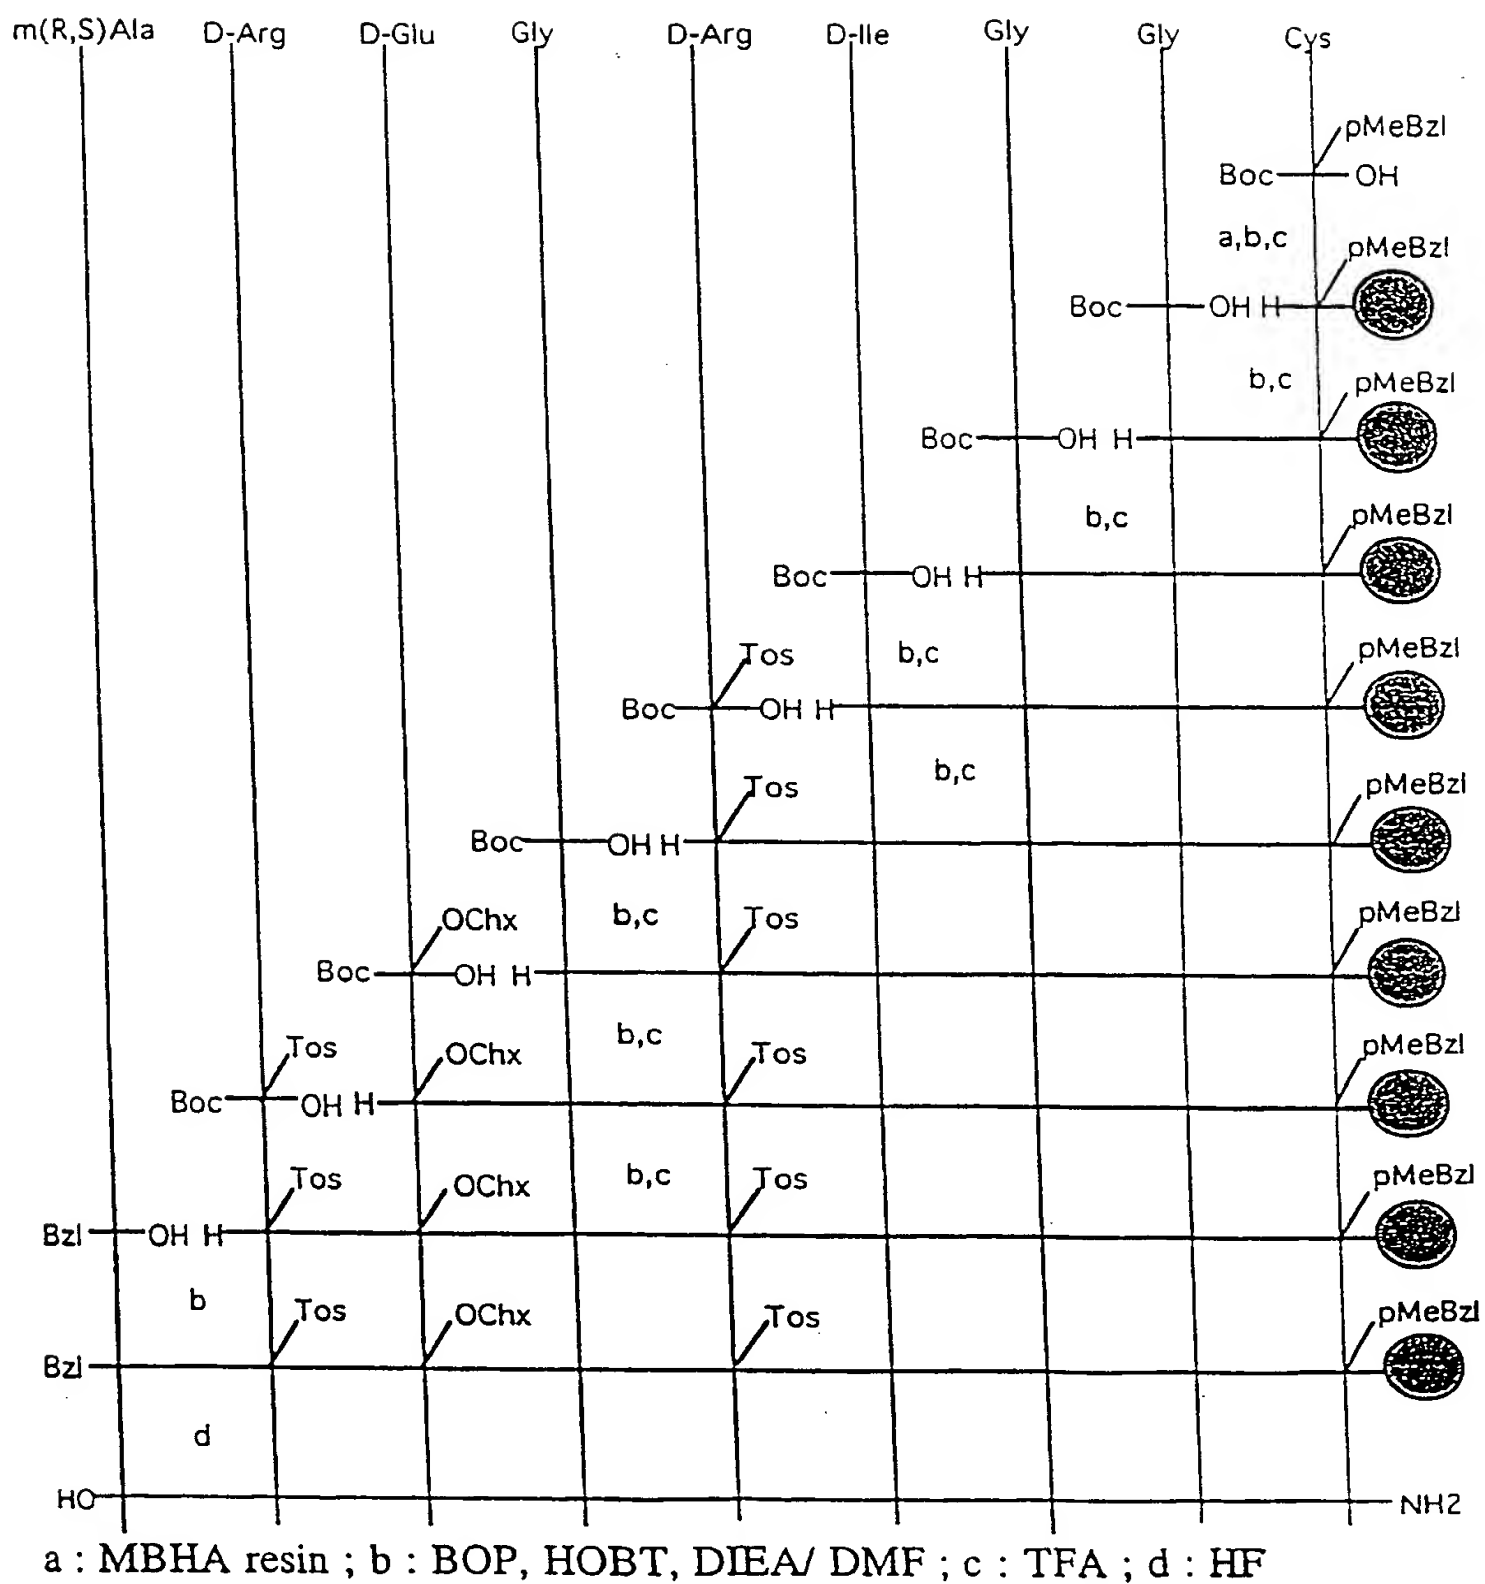 m(R,S)Ala D-Arg D-Glu Gly D-Arg D-Ile Gly Gly Cys
pMeBzl
Boc OH
a,b,c pMeBzl
Boc OH H
b,c pMeBzl
Boc OH H
b,c pMeBzl
Boc OH H
Tos b,c pMeBzl
Boc OH H
Tos b,c pMeBzl
Boc OH H
OChx b,c Tos pMeBzl
Boc OH H
Tos OChx b,c Tos pMeBzl
Boc OH H
Tos OChx b,c Tos pMeBzl
Bzl OH H
b Tos OChx Tos pMeBzl
Bzl
d
HO NH2
a : MBHA resin ; b : BOP, HOBT, DIEA/ DMF ; c : TFA ; d : HF